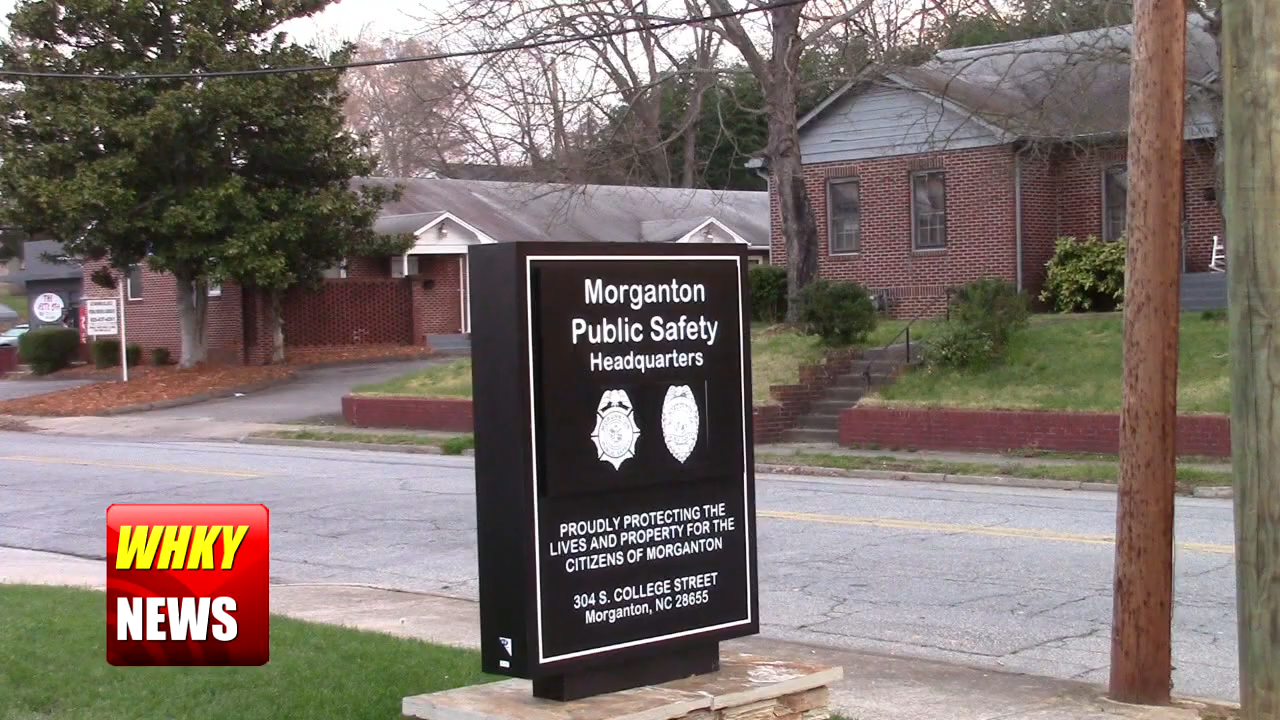 Morganton
Public Safety
Headquarters
PROUDLY PROTECTING THE
LIVES AND PROPERTY FOR THE
CITIZENS OF MORGANTON
304 S. COLLEGE STREET
Morganton, NC 28655
WHKY
NEWS
THE